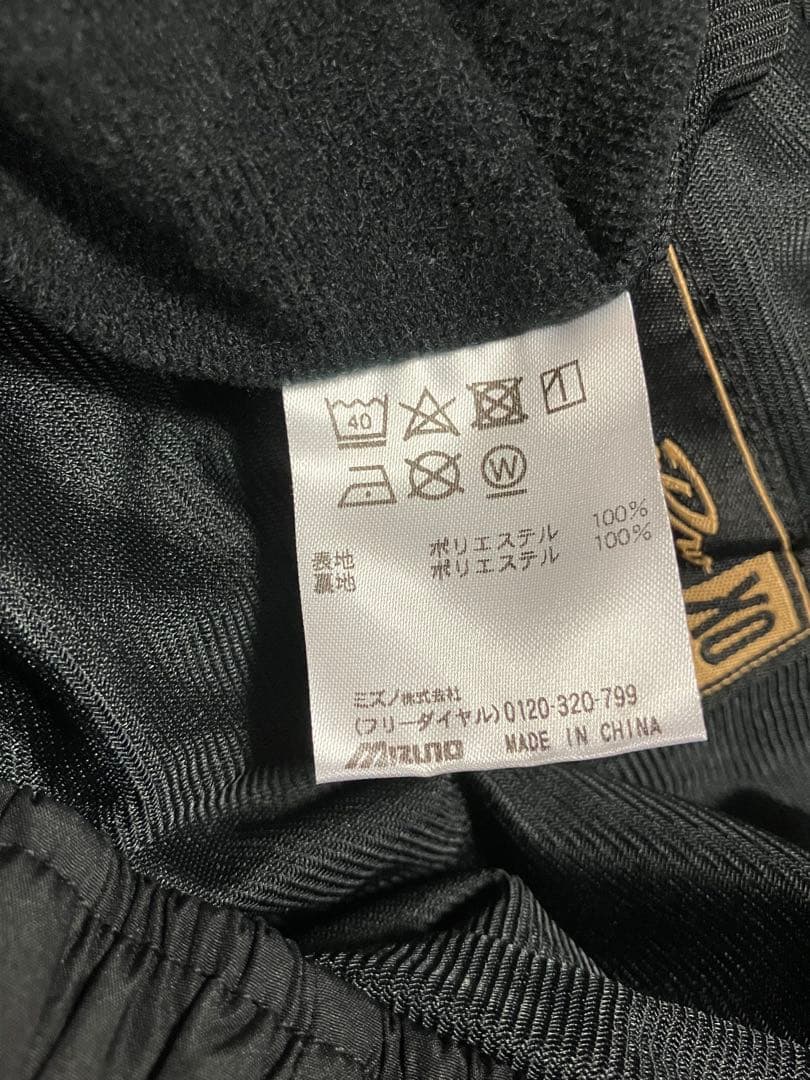 40
W
表地 ポリエステル 100%
裏地 ポリエステル 100%
ミズノ株式会社
(フリーダイヤル)0120-320-799
MIZUNO MADE IN CHINA
OX